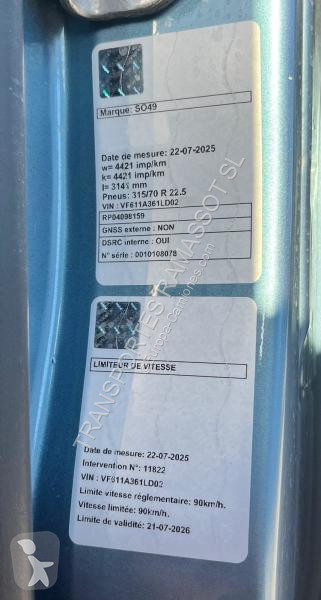 Marque: SO49
Date de mesure: 22-07-2025
w= 4421 imp/km
k= 4421 imp/km
l= 3141 mm
Pneus: 315/70 R 22.5
VIN : VF611A361LD02
RP04098159
GNSS externe : NON
DSRC interne : OUI
N° série : 0010108078
TRANSPORTES RAMASSOT SL
LIMITEUR DE VITESSE
Date de mesure: 22-07-2025
Intervention N°: 11822
VIN : VF611A361LD02
Limite vitesse réglementaire: 90km/h.
Vitesse limitée: 90km/h.
Limite de validité: 21-07-2026